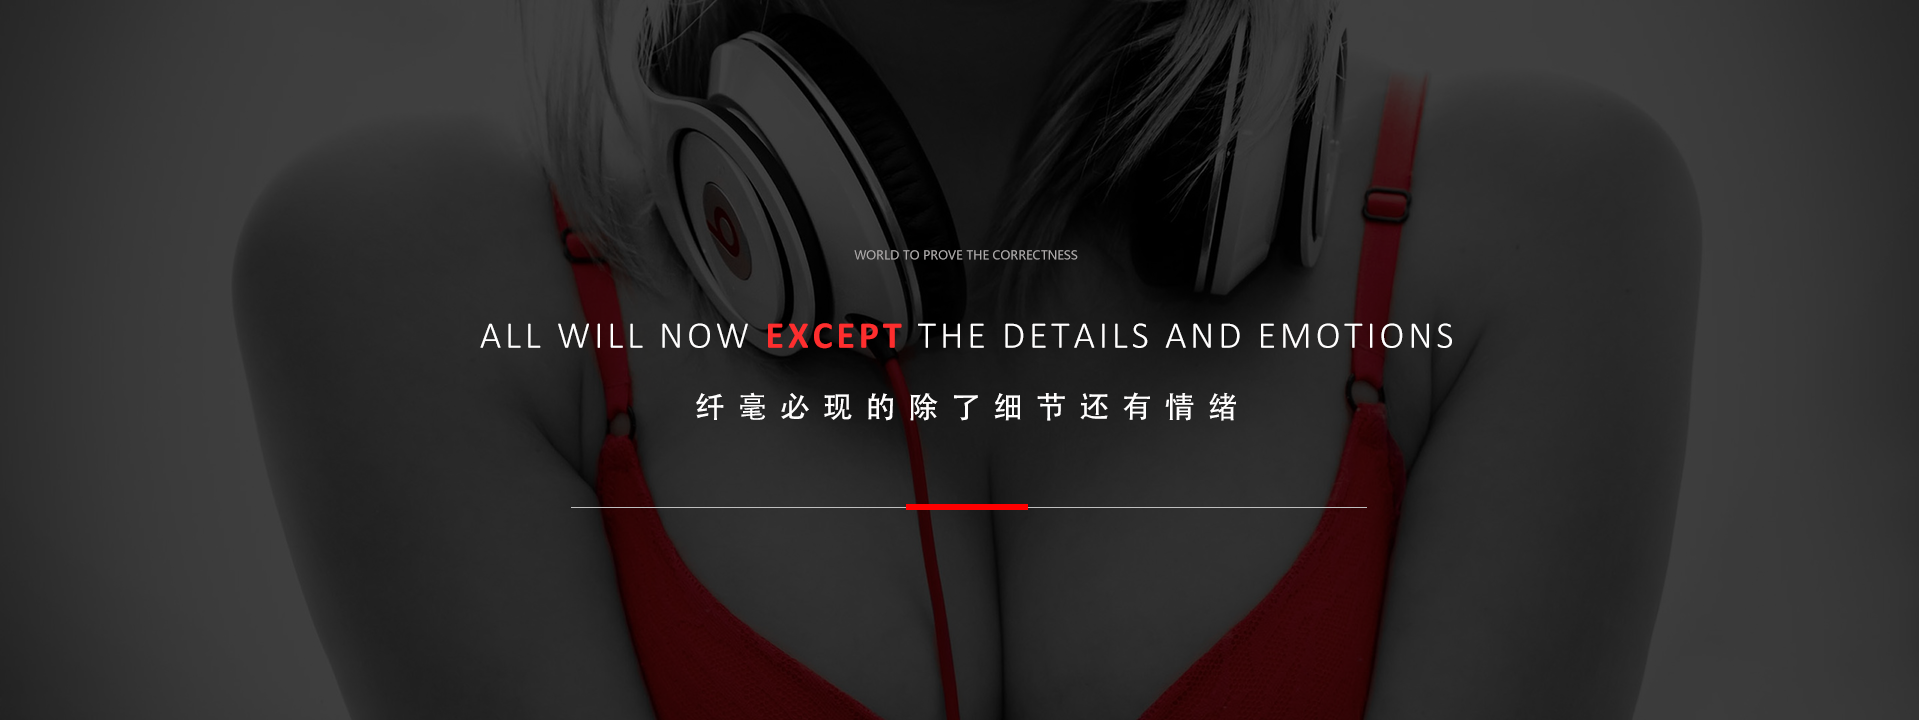 WORLD TO PROVE THE CORRECTNESS
ALL WILL NOW EXCEPT THE DETAILS AND EMOTIONS
纤毫必现的除了细节还有情绪